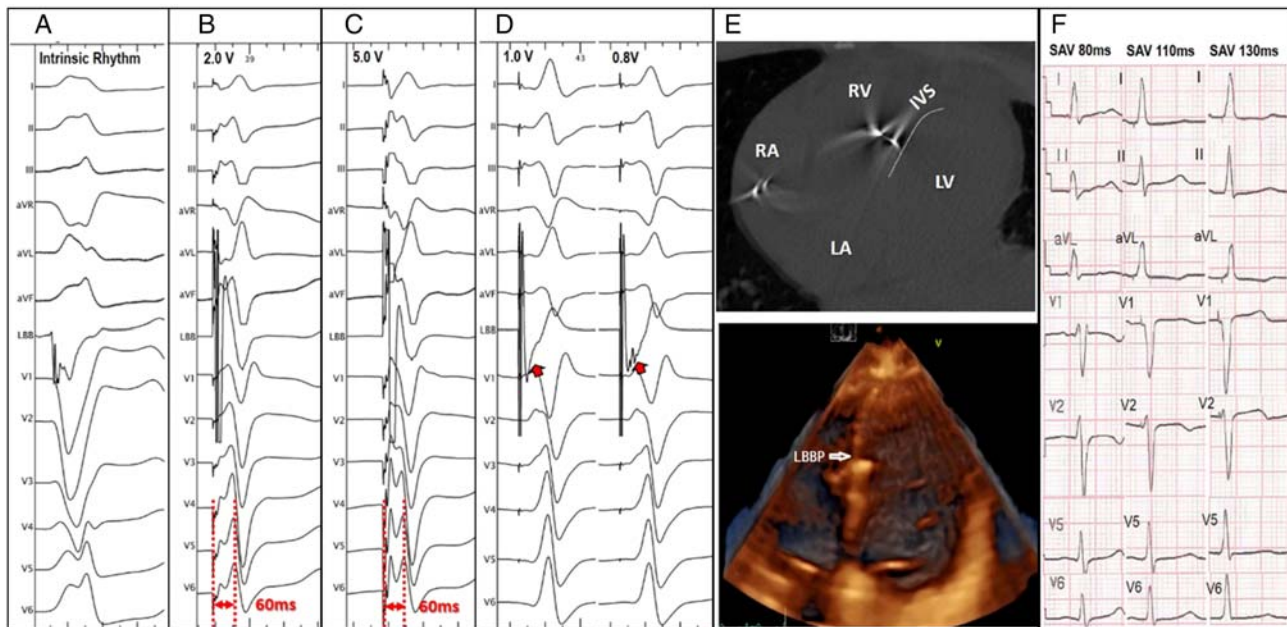 A
Intrinsic Rhythm
I
II
III
aVR
aVL
aVF
LBB
V1
V2
V3
V4
V5
V6
B
2.0 V
39
I
II
III
aVR
aVL
aVF
LBB
V1
V2
V3
V4
V5
V6
60ms
C
5.0 V
I
II
III
aVR
aVL
aVF
LBB
V1
V2
V3
V4
V5
V6
60ms
D
1.0 V
43
0.8V
I
II
III
aVR
aVL
aVF
LBB
V1
V2
V3
V4
V5
V6
E
RV
IVS
RA
LV
LA
V
LBBP
F
SAV 80ms
SAV 110ms
SAV 130ms
I
I
I
II
II
II
aVL
aVL
aVL
V1
V1
V1
V2
V2
V2
V5
V5
V5
V6
V6
V6